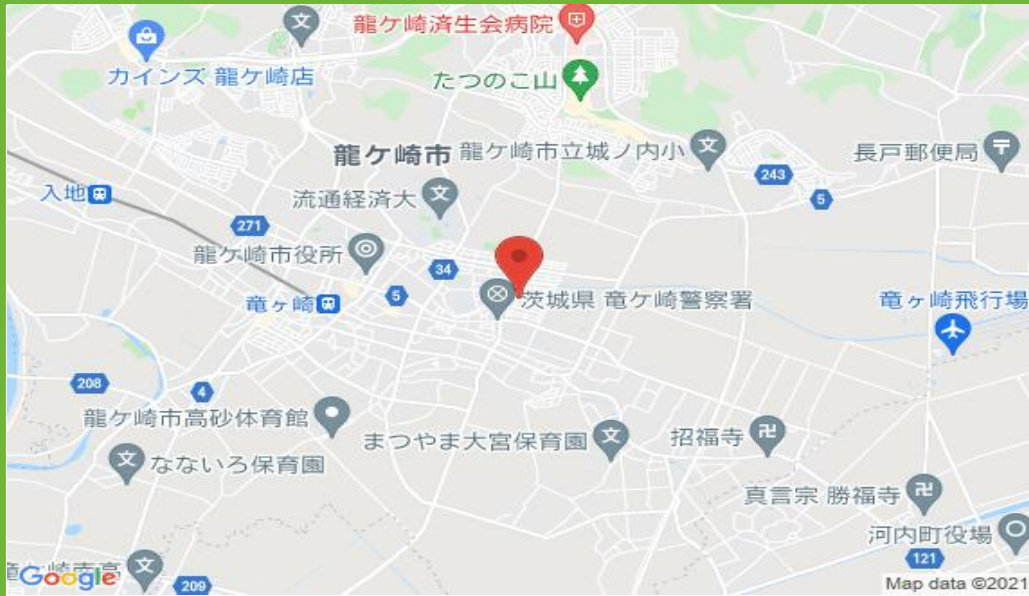 龍ケ崎済生会病院
カインズ 龍ケ崎店
たつのこ山
龍ケ崎市
龍ケ崎市立城ノ内小
長戸郵便局
243
入地
流通経済大
5
271
龍ケ崎市役所
34
竜ヶ崎
5
茨城県 竜ケ崎警察署
竜ヶ崎飛行場
208
4
龍ケ崎市高砂体育館
まつやま大宮保育園
招福寺
なないろ保育園
真言宗 勝福寺
河内町役場
121
Google
209
Map data ©2021